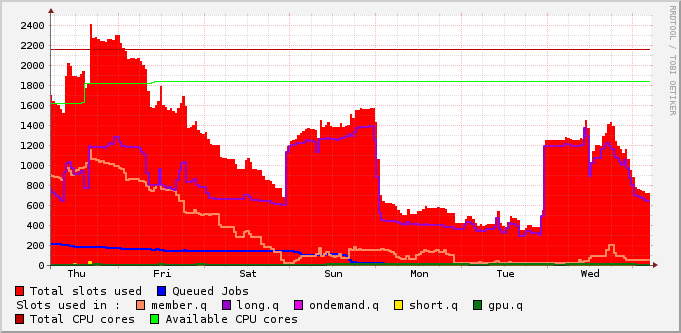 2400
2200
2000
1800
1600
1400
1200
1000
800
600
400
200
0
Thu Fri Sat Sun Mon Tue Wed
Total slots used Queued Jobs
Slots used in : member.q long.q ondemand.q short.q gpu.q
Total CPU cores Available CPU cores
RRDTOOL / TOBI OETIKER